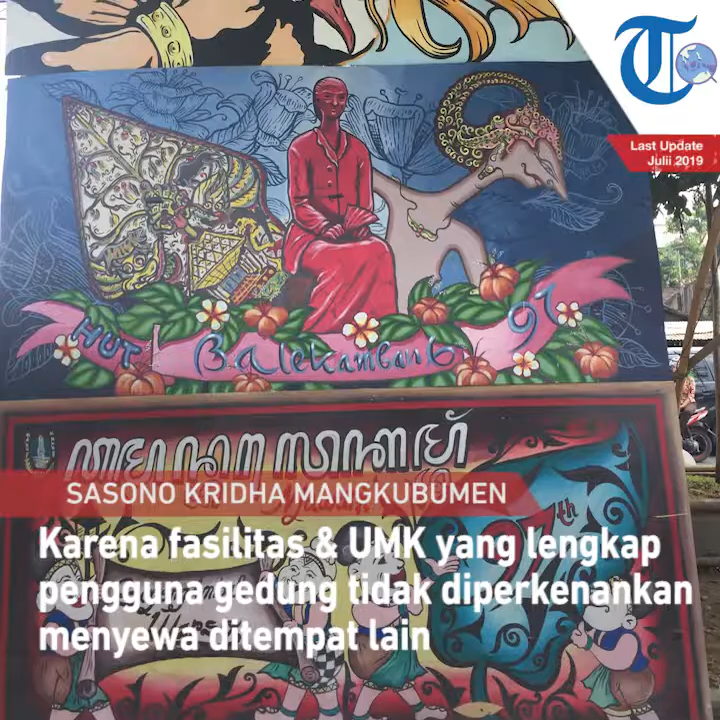 T
Last Update
Julii 2019
HUT Balekambang 97
SASONO KRIDHA MANGKUBUMEN
Karena fasilitas & UMK yang lengkap
pengguna gedung tidak diperkenankan
menyewa ditempat lain
th